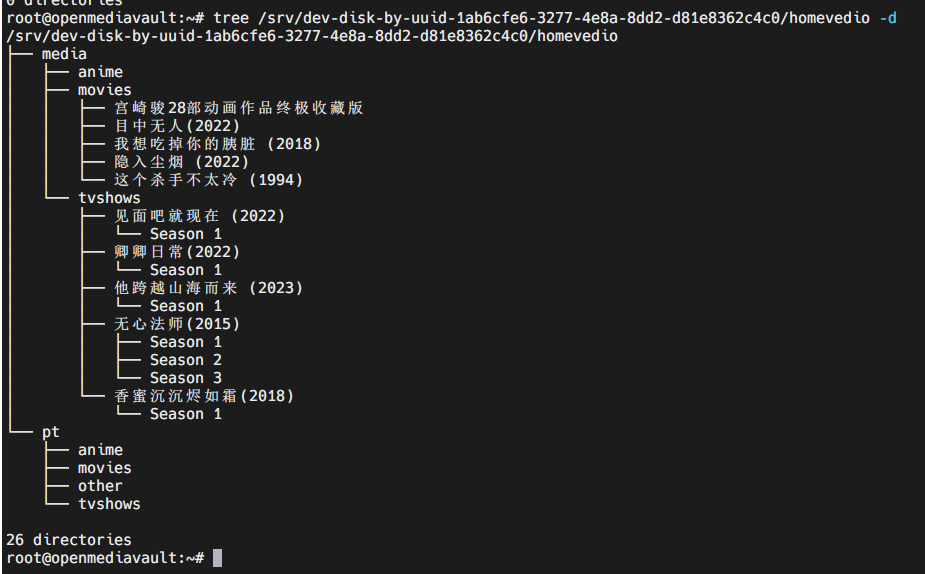 0 directories
root@openmediavault:~# tree /srv/dev-disk-by-uuid-1ab6cfe6-3277-4e8a-8dd2-d81e8362c4c0/homevedio -d
/srv/dev-disk-by-uuid-1ab6cfe6-3277-4e8a-8dd2-d81e8362c4c0/homevedio
├── media
│   ├── anime
│   ├── movies
│   │   ├── 宫崎骏28部动画作品终极收藏版
│   │   ├── 目中无人(2022)
│   │   ├── 我想吃掉你的胰脏 (2018)
│   │   ├── 隐入尘烟 (2022)
│   │   └── 这个杀手不太冷 (1994)
│   └── tvshows
│       ├── 见面吧就现在 (2022)
│       │   └── Season 1
│       ├── 卿卿日常(2022)
│       │   └── Season 1
│       ├── 他跨越山海而来 (2023)
│       │   └── Season 1
│       ├── 无心法师(2015)
│       │   ├── Season 1
│       │   ├── Season 2
│       │   └── Season 3
│       └── 香蜜沉沉烬如霜(2018)
│           └── Season 1
└── pt
    ├── anime
    ├── movies
    ├── other
    └── tvshows
26 directories
root@openmediavault:~#